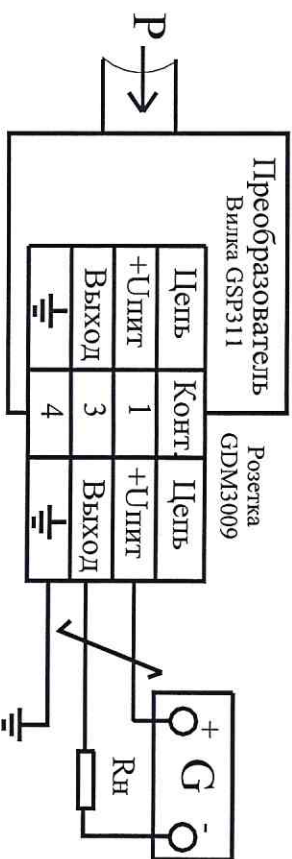 P
Преобразователь
Вилка GSP311
Розетка
GDM3009
Цепь Конт. Цепь
+Uпит 1 +Uпит
Выход 3 Выход
4
+ G -
Rн